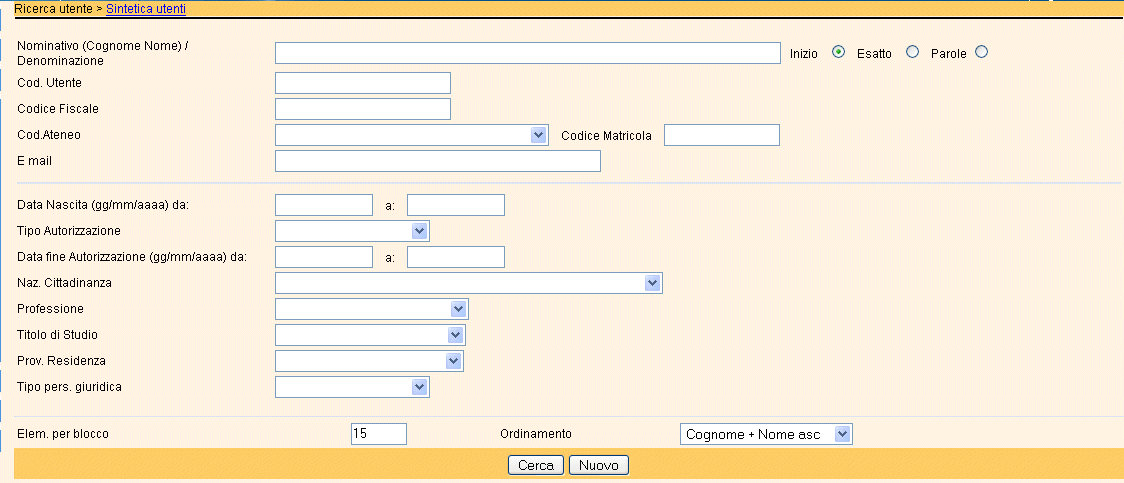 Ricerca utente > Sintetica utenti
Nominativo (Cognome Nome) /
Denominazione
Inizio Esatto Parole
Cod. Utente
Codice Fiscale
Cod.Ateneo Codice Matricola
E mail
Data Nascita (gg/mm/aaaa) da: a:
Tipo Autorizzazione
Data fine Autorizzazione (gg/mm/aaaa) da: a:
Naz. Cittadinanza
Professione
Titolo di Studio
Prov. Residenza
Tipo pers. giuridica
Elem. per blocco 15 Ordinamento Cognome + Nome asc
Cerca Nuovo